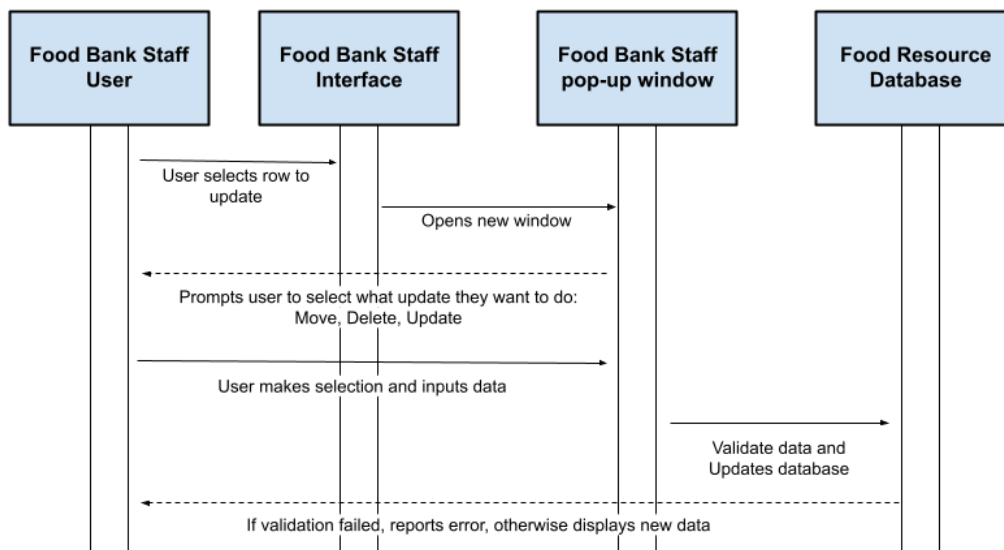 Food Bank Staff
User
Food Bank Staff
Interface
Food Bank Staff
pop-up window
Food Resource
Database
User selects row to
update
Opens new window
Prompts user to select what update they want to do:
Move, Delete, Update
User makes selection and inputs data
Validate data and
Updates database
If validation failed, reports error, otherwise displays new data